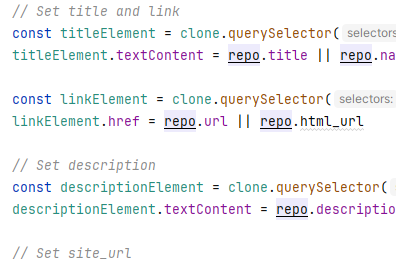 // Set title and link
const titleElement = clone.querySelector( selectors
titleElement.textContent = repo.title || repo.na
const linkElement = clone.querySelector( selectors:
linkElement.href = repo.url || repo.html_url
// Set description
const descriptionElement = clone.querySelector(
descriptionElement.textContent = repo.descriptio
// Set site_url